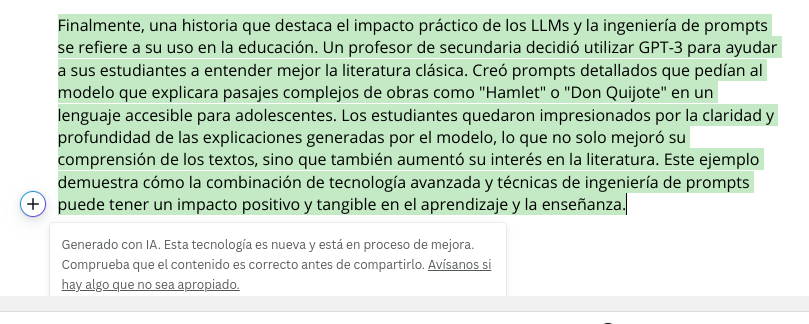 Finalmente, una historia que destaca el impacto práctico de los LLMs y la ingeniería de prompts
se refiere a su uso en la educación. Un profesor de secundaria decidió utilizar GPT-3 para ayudar
a sus estudiantes a entender mejor la literatura clásica. Creó prompts detallados que pedían al
modelo que explicara pasajes complejos de obras como "Hamlet" o "Don Quijote" en un
lenguaje accesible para adolescentes. Los estudiantes quedaron impresionados por la claridad y
profundidad de las explicaciones generadas por el modelo, lo que no solo mejoró su
comprensión de los textos, sino que también aumentó su interés en la literatura. Este ejemplo
demuestra cómo la combinación de tecnología avanzada y técnicas de ingeniería de prompts
puede tener un impacto positivo y tangible en el aprendizaje y la enseñanza.
Generado con IA. Esta tecnología es nueva y está en proceso de mejora.
Comprueba que el contenido es correcto antes de compartirlo. Avísanos si
hay algo que no sea apropiado.